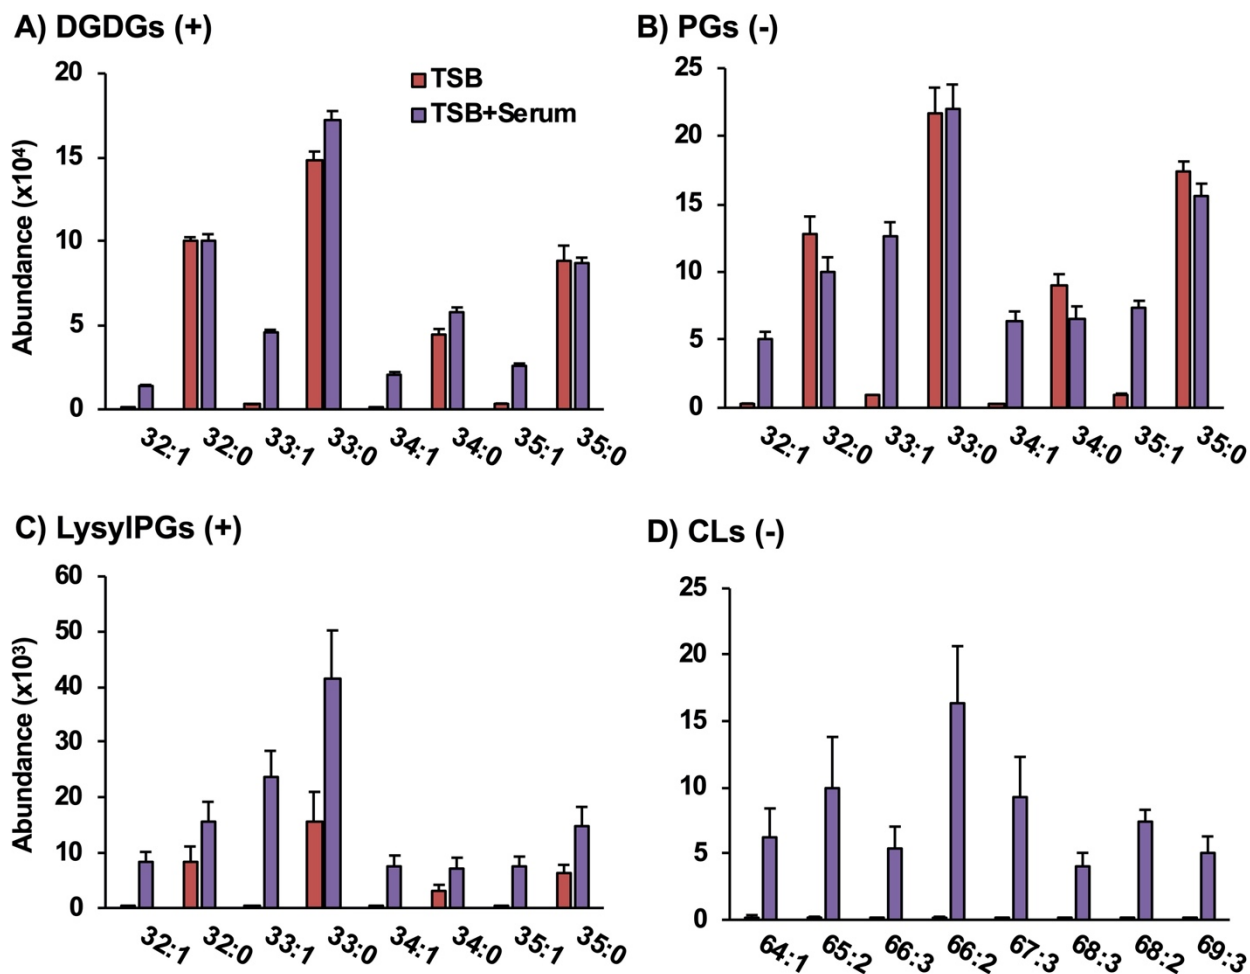 A) DGDGs (+)
Abundance (x10⁴)
20
15
10
5
0
TSB
TSB+Serum
32:1 32:0 33:1 33:0 34:1 34:0 35:1 35:0
B) PGs (-)
25
20
15
10
5
0
32:1 32:0 33:1 33:0 34:1 34:0 35:1 35:0
C) LysylPGs (+)
Abundance (x10³)
60
50
40
30
20
10
0
32:1 32:0 33:1 33:0 34:1 34:0 35:1 35:0
D) CLs (-)
25
20
15
10
5
0
64:1 65:2 66:3 66:2 67:3 68:3 68:2 69:3